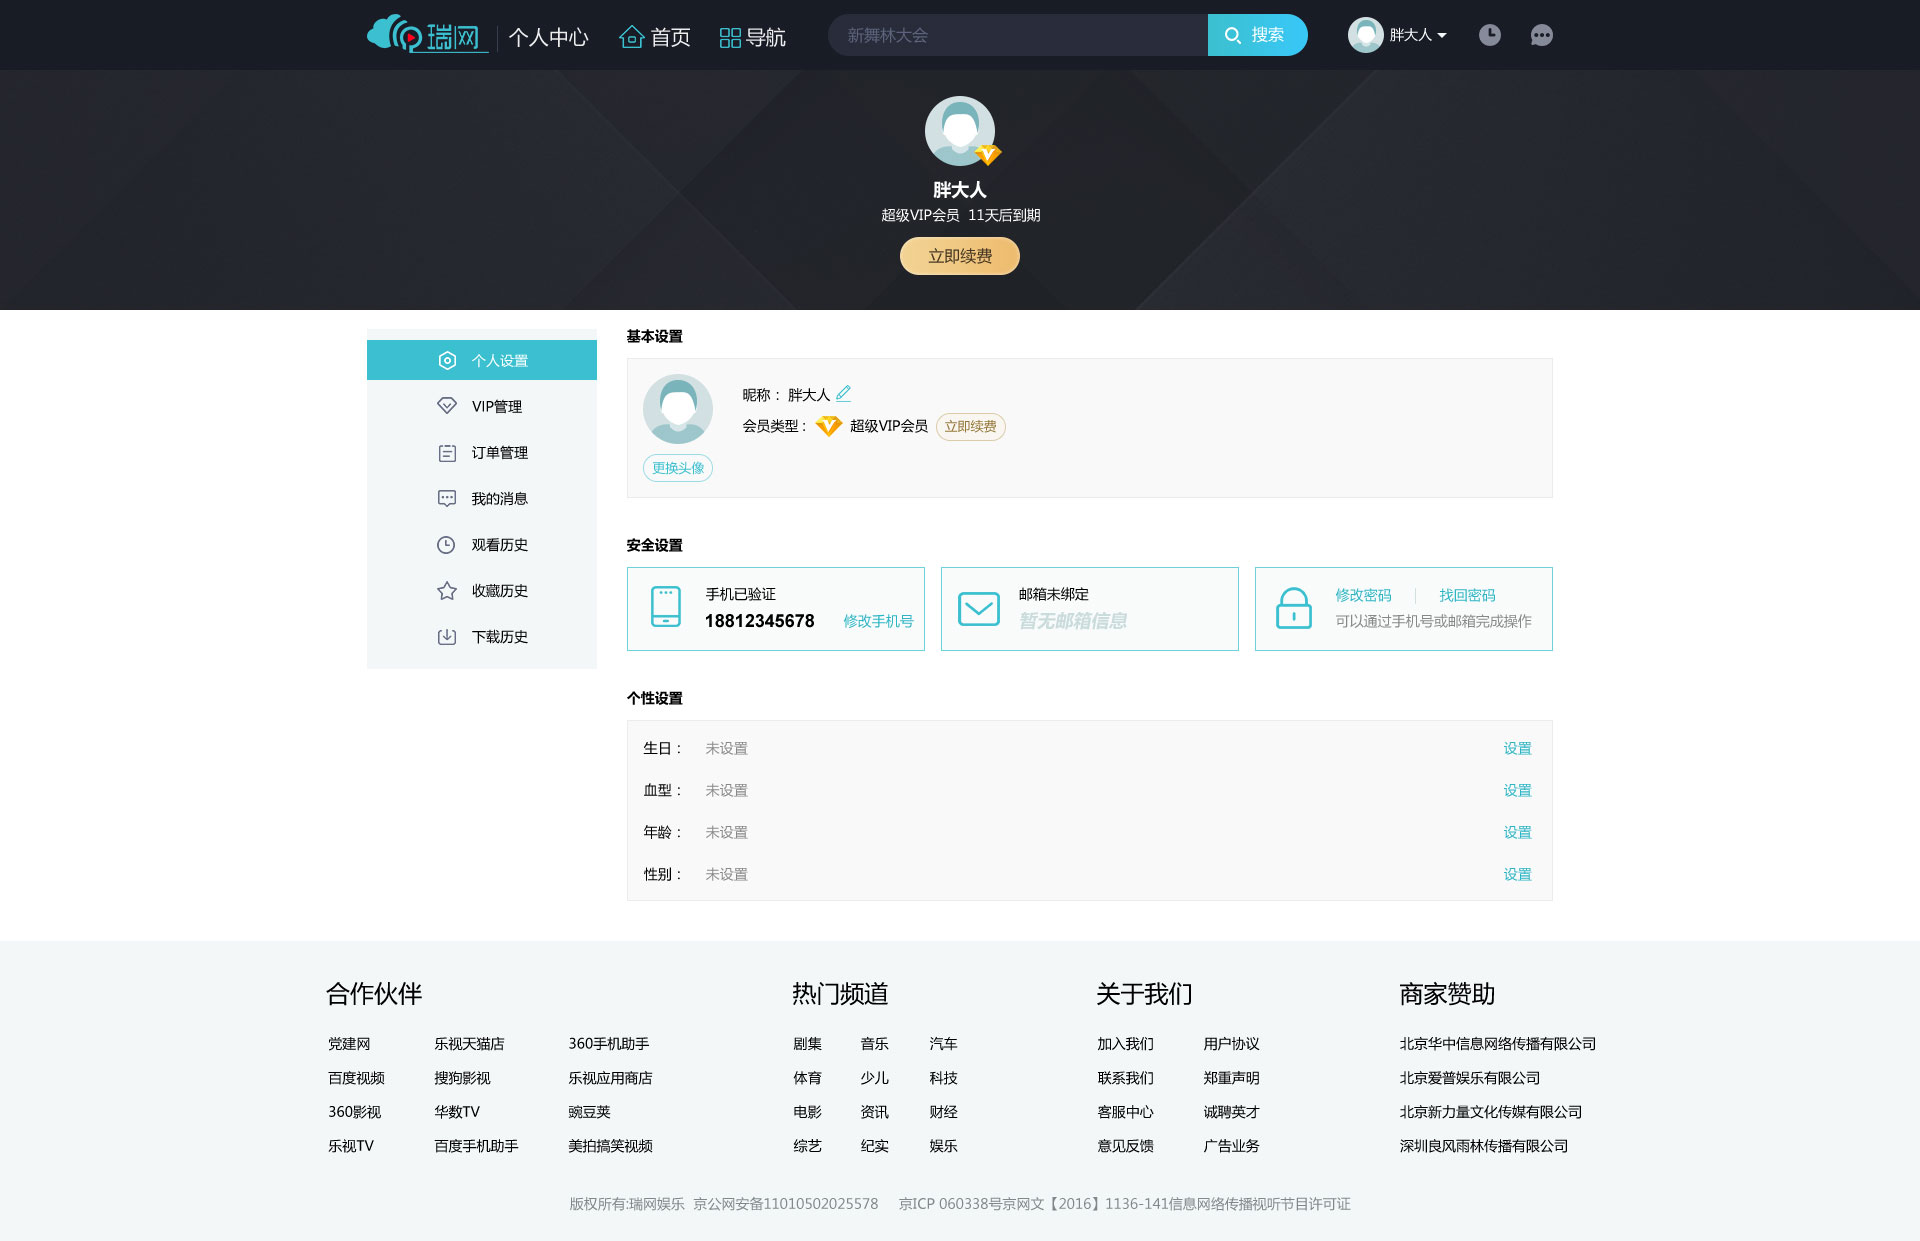 瑞网 个人中心 首页 导航 新舞林大会 搜索 胖大人
胖大人
超级VIP会员 11天后到期
立即续费
个人设置
VIP管理
订单管理
我的消息
观看历史
收藏历史
下载历史
基本设置
昵称： 胖大人
会员类型： 超级VIP会员 立即续费
更换头像
安全设置
手机已验证
18812345678 修改手机号
邮箱未绑定
暂无邮箱信息
修改密码 | 找回密码
可以通过手机号或邮箱完成操作
个性设置
生日： 未设置 设置
血型： 未设置 设置
年龄： 未设置 设置
性别： 未设置 设置
合作伙伴 热门频道 关于我们 商家赞助
党建网 乐视天猫店 360手机助手 剧集 音乐 汽车 加入我们 用户协议 北京华中信息网络传播有限公司
百度视频 搜狗影视 乐视应用商店 体育 少儿 科技 联系我们 郑重声明 北京爱普娱乐有限公司
360影视 华数TV 豌豆荚 电影 资讯 财经 客服中心 诚聘英才 北京新力量文化传媒有限公司
乐视TV 百度手机助手 美拍搞笑视频 综艺 纪实 娱乐 意见反馈 广告业务 深圳良风雨林传播有限公司
版权所有:瑞网娱乐 京公网安备11010502025578 京ICP 060338号京网文【2016】1136-141信息网络传播视听节目许可证